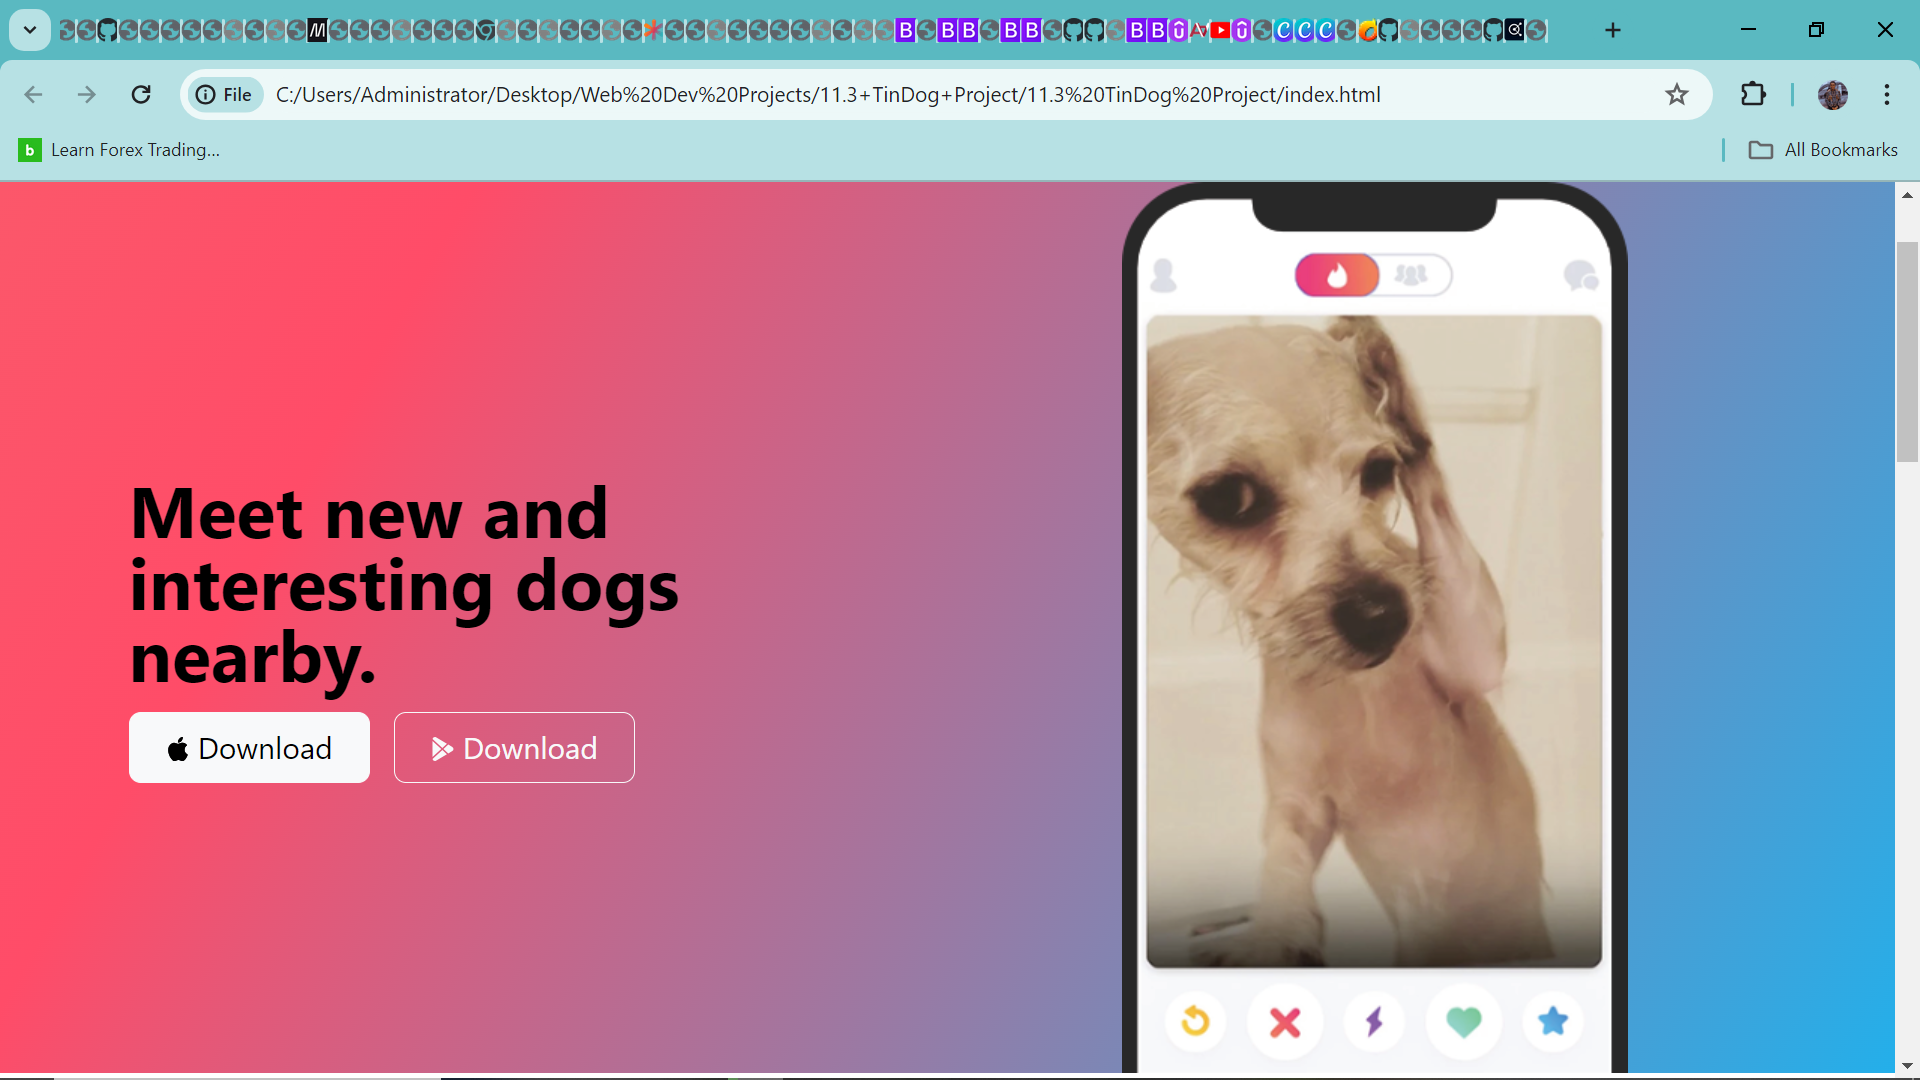 File
C:/Users/Administrator/Desktop/Web%20Dev%20Projects/11.3+TinDog+Project/11.3%20TinDog%20Project/index.html
b Learn Forex Trading...
All Bookmarks
Meet new and
interesting dogs
nearby.
Download
Download